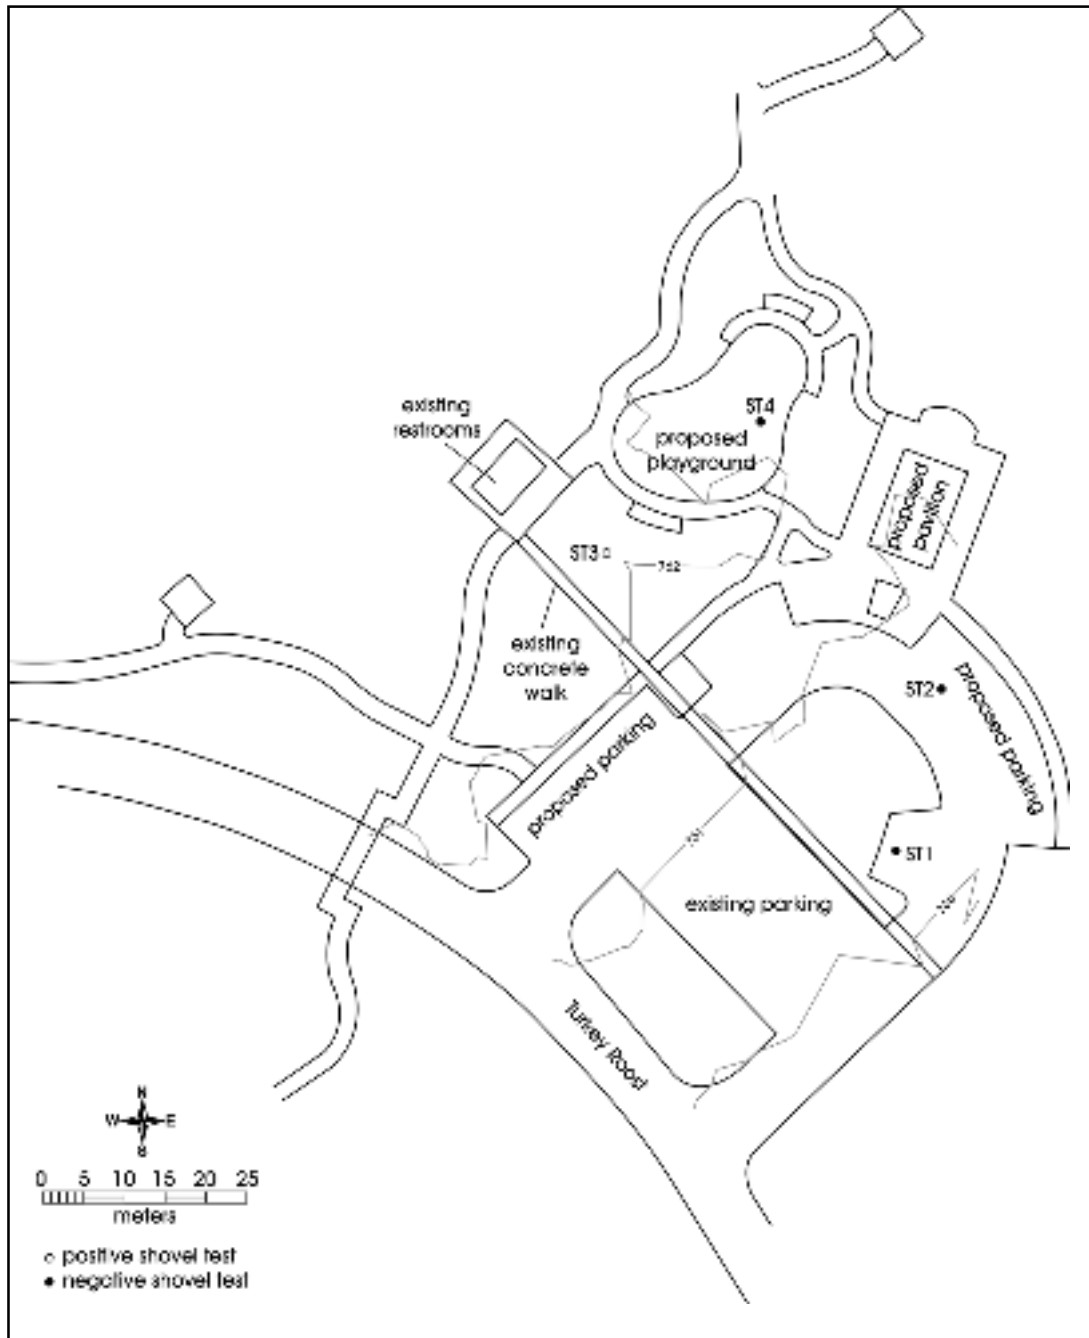 ST4
existing
restrooms
proposed
playground
proposed
pavilion
ST3
existing
concrete
walk
ST2
proposed parking
proposed parking
ST1
existing parking
Turkey Roost
N
W E
S
0 5 10 15 20 25
meters
positive shovel test
negative shovel test